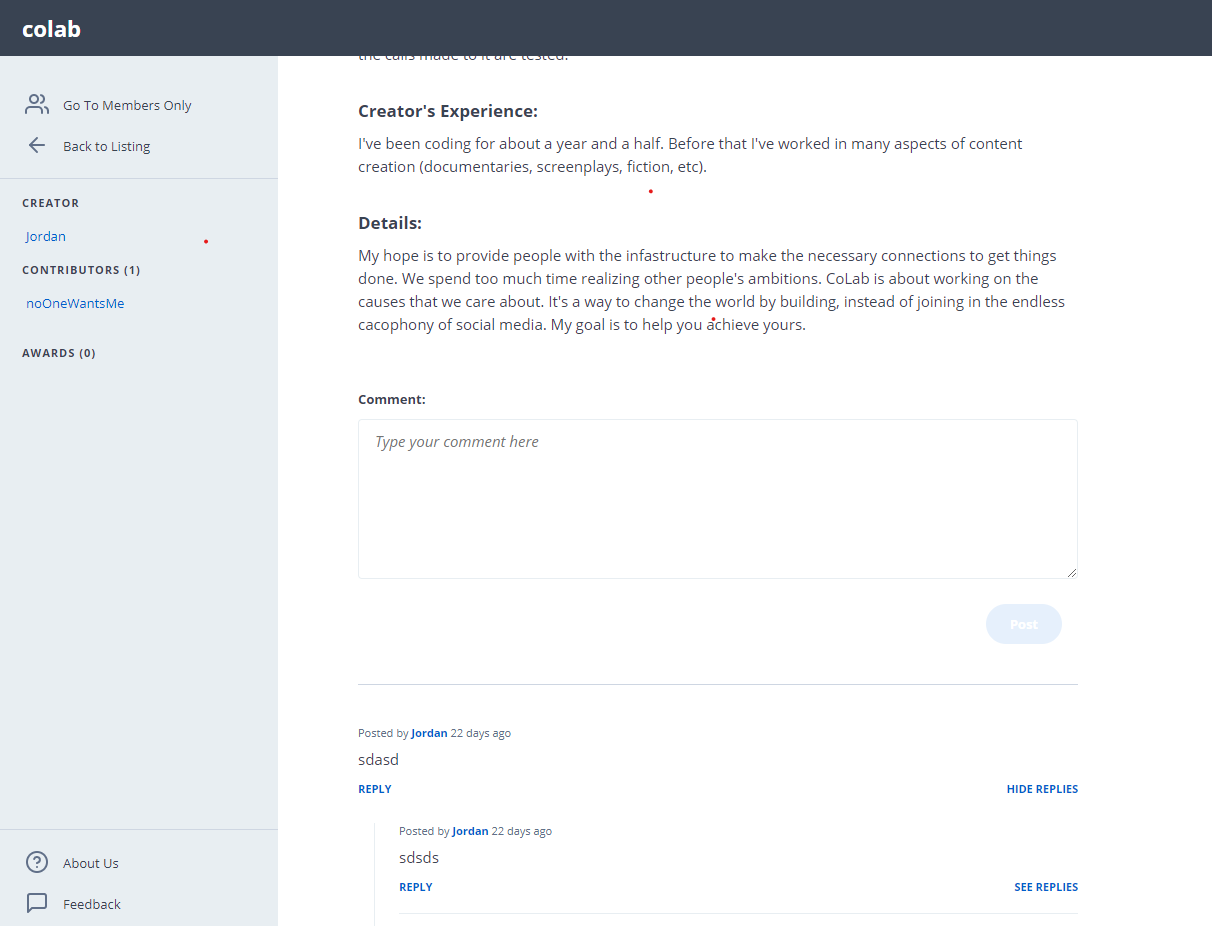 colab
Go To Members Only
Back to Listing
CREATOR
Jordan
CONTRIBUTORS (1)
noOneWantsMe
AWARDS (0)
About Us
Feedback
the calls made to it are tested.
Creator's Experience:
I've been coding for about a year and a half. Before that I've worked in many aspects of content
creation (documentaries, screenplays, fiction, etc).
Details:
My hope is to provide people with the infastructure to make the necessary connections to get things
done. We spend too much time realizing other people's ambitions. CoLab is about working on the
causes that we care about. It's a way to change the world by building, instead of joining in the endless
cacophony of social media. My goal is to help you achieve yours.
Comment:
Type your comment here
Post
Posted by Jordan 22 days ago
sdasd
REPLY HIDE REPLIES
Posted by Jordan 22 days ago
sdsds
REPLY SEE REPLIES